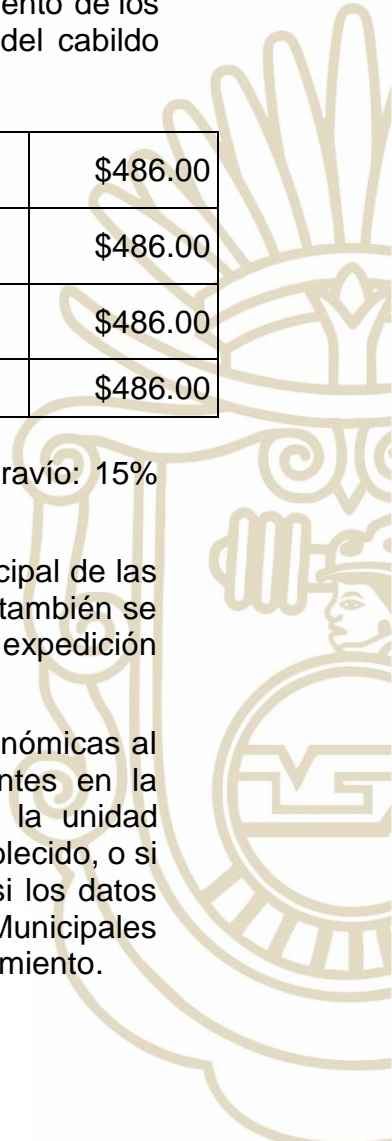 ento de los
del cabildo
$486.00
$486.00
$486.00
$486.00
ravío: 15%
cipal de las
también se
expedición
nómicas al
ntes en la
la unidad
olecido, o si
si los datos
Municipales
miento.